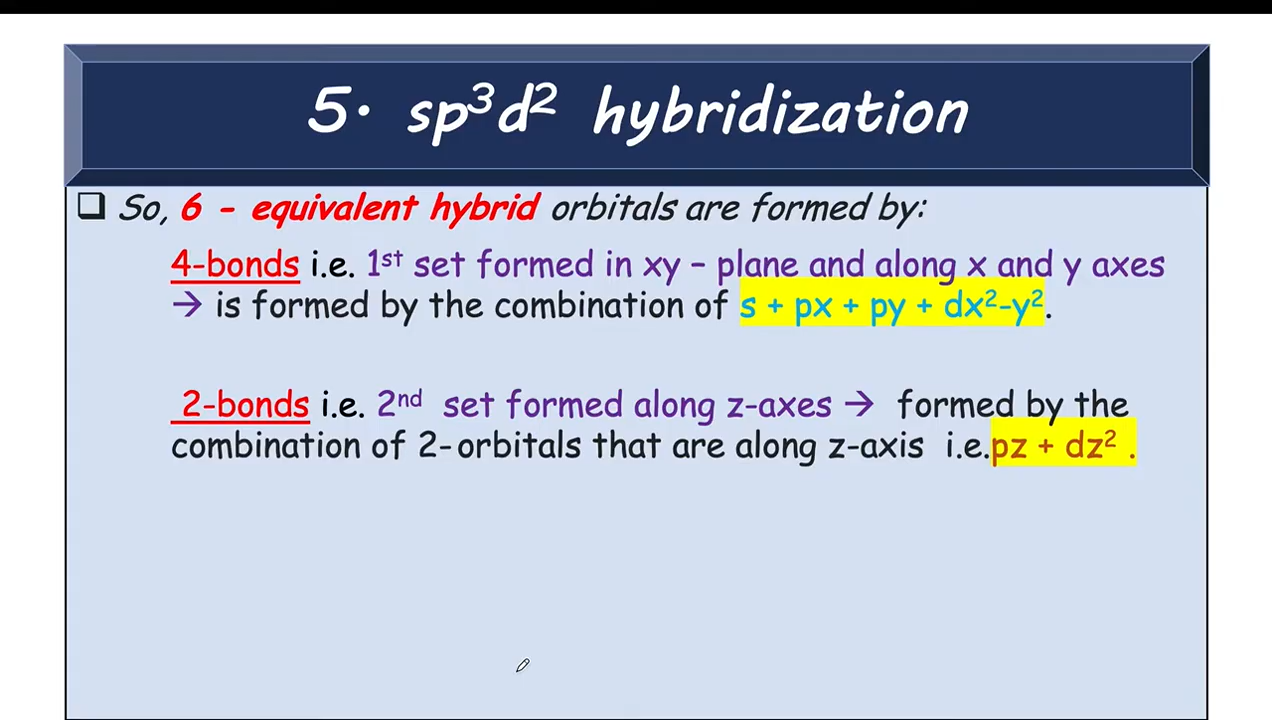 5. sp³d² hybridization
❑ So, 6 - equivalent hybrid orbitals are formed by:
4-bonds i.e. 1ˢᵗ set formed in xy – plane and along x and y axes
→ is formed by the combination of s + px + py + dx²-y².
2-bonds i.e. 2ⁿᵈ set formed along z-axes → formed by the
combination of 2-orbitals that are along z-axis i.e.pz + dz² .